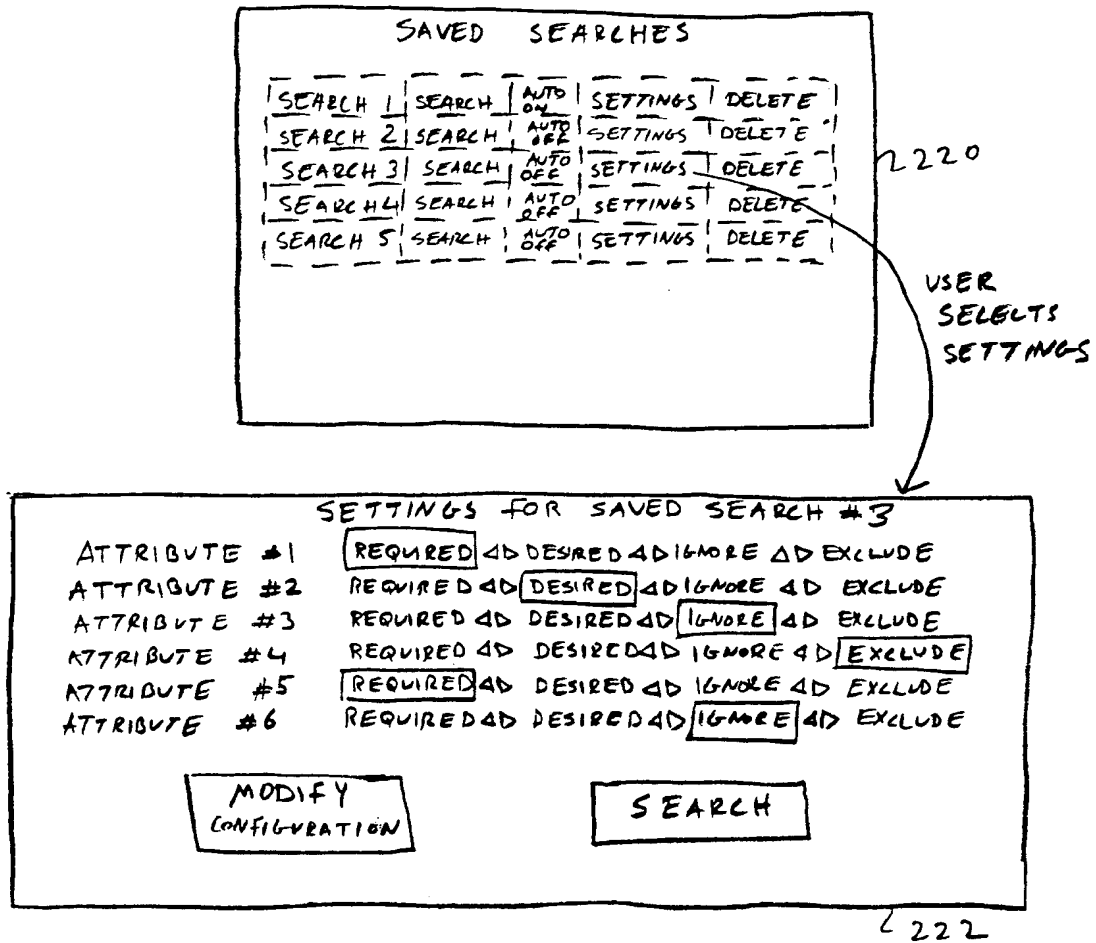 SAVED SEARCHES
SEARCH 1 SEARCH AUTO ON SETTINGS DELETE
SEARCH 2 SEARCH AUTO OFF SETTINGS DELETE
SEARCH 3 SEARCH AUTO OFF SETTINGS DELETE
SEARCH 4 SEARCH AUTO OFF SETTINGS DELETE
SEARCH 5 SEARCH AUTO OFF SETTINGS DELETE
220
USER
SELECTS
SETTINGS
SETTINGS FOR SAVED SEARCH #3
ATTRIBUTE #1 REQUIRED ◁▷ DESIRED ◁▷ IGNORE ◁▷ EXCLUDE
ATTRIBUTE #2 REQUIRED ◁▷ DESIRED ◁▷ IGNORE ◁▷ EXCLUDE
ATTRIBUTE #3 REQUIRED ◁▷ DESIRED ◁▷ IGNORE ◁▷ EXCLUDE
ATTRIBUTE #4 REQUIRED ◁▷ DESIRED ◁▷ IGNORE ◁▷ EXCLUDE
ATTRIBUTE #5 REQUIRED ◁▷ DESIRED ◁▷ IGNORE ◁▷ EXCLUDE
ATTRIBUTE #6 REQUIRED ◁▷ DESIRED ◁▷ IGNORE ◁▷ EXCLUDE
MODIFY
CONFIGURATION
SEARCH
222